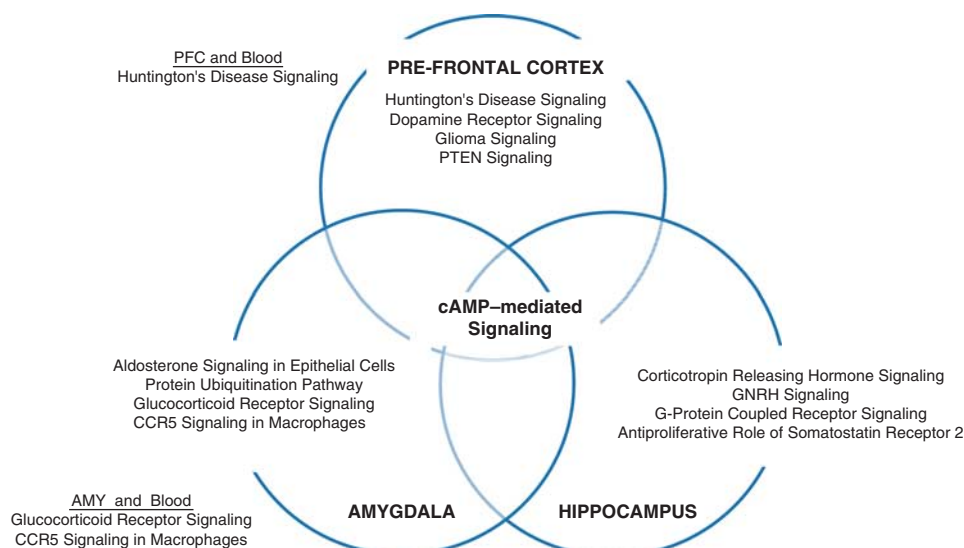 PFC and Blood
Huntington's Disease Signaling
PRE-FRONTAL CORTEX
Huntington's Disease Signaling
Dopamine Receptor Signaling
Glioma Signaling
PTEN Signaling
cAMP–mediated
Signaling
Aldosterone Signaling in Epithelial Cells
Protein Ubiquitination Pathway
Glucocorticoid Receptor Signaling
CCR5 Signaling in Macrophages
Corticotropin Releasing Hormone Signaling
GNRH Signaling
G-Protein Coupled Receptor Signaling
Antiproliferative Role of Somatostatin Receptor 2
AMY and Blood
Glucocorticoid Receptor Signaling
CCR5 Signaling in Macrophages
AMYGDALA
HIPPOCAMPUS